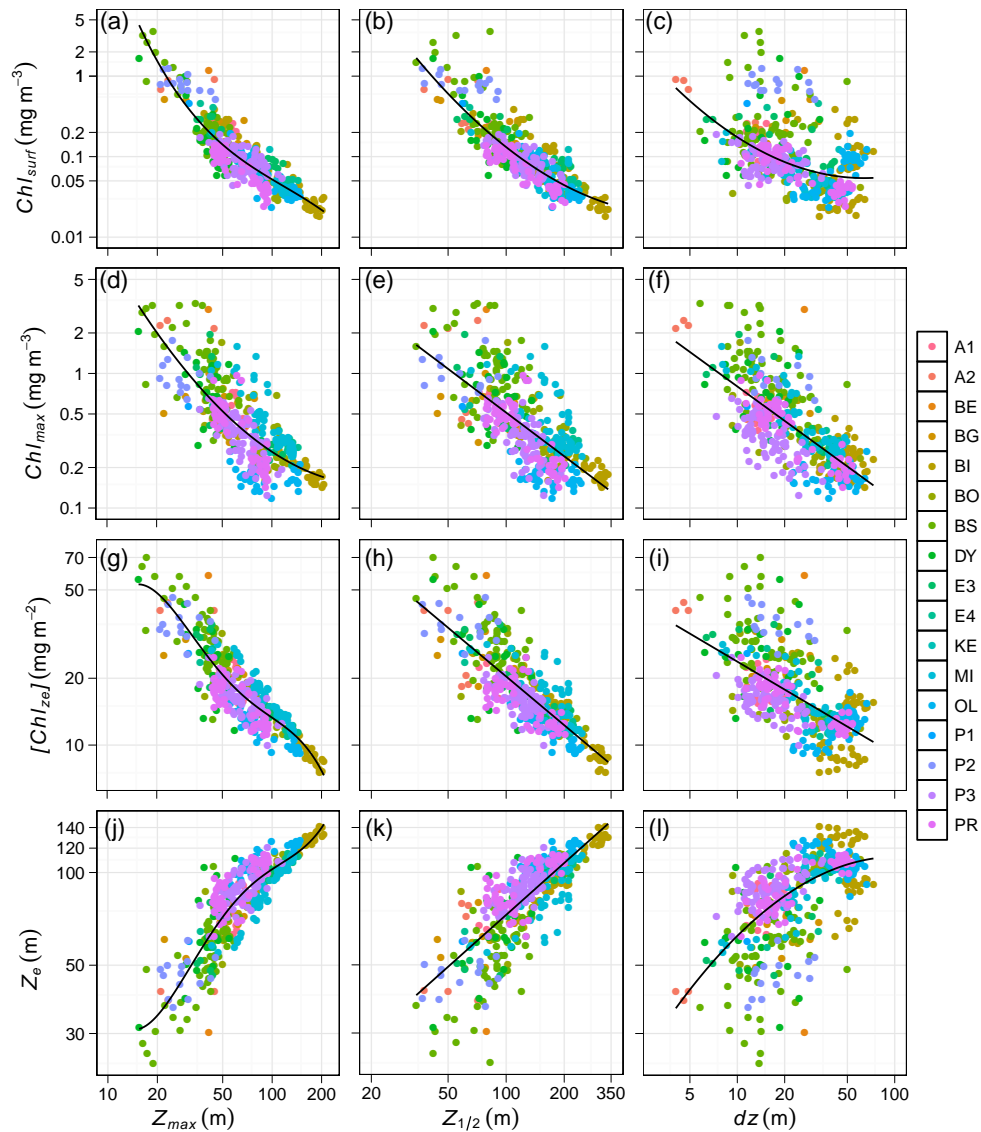 (a) (b) (c)
Chl_surf (mg m⁻³)
5
1
0.2
0.1
0.05
0.01
(d) (e) (f)
Chl_max (mg m⁻³)
5
2
1
0.5
0.2
0.1
(g) (h) (i)
[Chl_ze] (mg m⁻²)
70
50
20
10
(j) (k) (l)
Z_e (m)
140
120
100
50
30
10 20 50 100 200
20 50 100 200 350
5 10 20 50 100
Z_max (m) Z_1/2 (m) dz (m)
A1
A2
BE
BG
BI
BO
BS
DY
E3
E4
KE
MI
OL
P1
P2
P3
PR